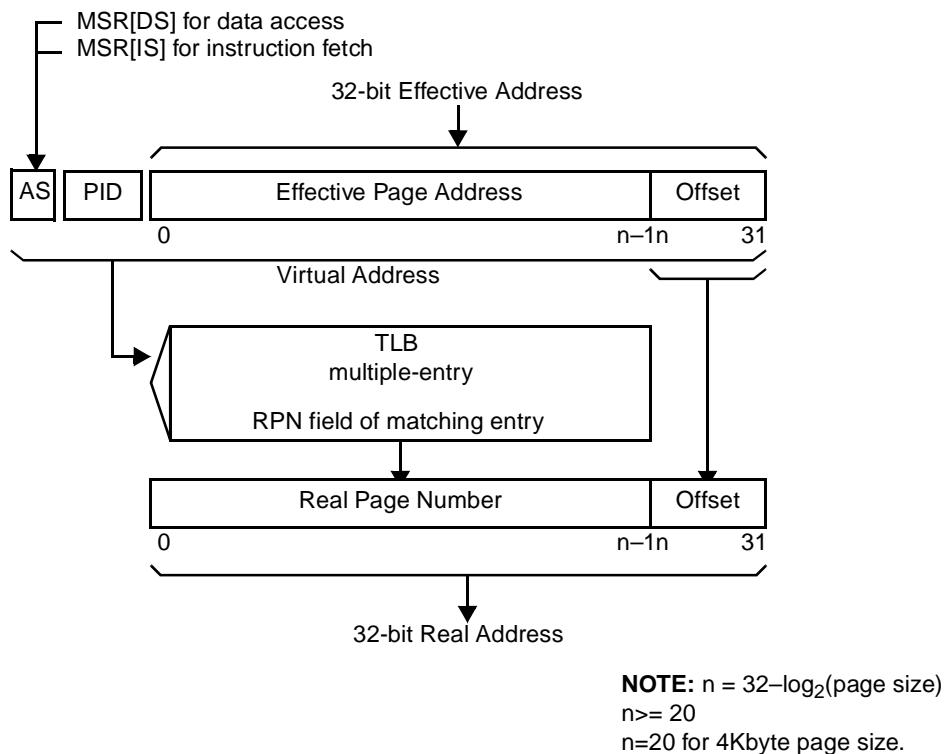 MSR[DS] for data access
MSR[IS] for instruction fetch
32-bit Effective Address
AS PID Effective Page Address Offset
0 n–1n 31
Virtual Address
TLB
multiple-entry
RPN field of matching entry
Real Page Number Offset
0 n–1n 31
32-bit Real Address
NOTE: n = 32–log2(page size)
n>= 20
n=20 for 4Kbyte page size.